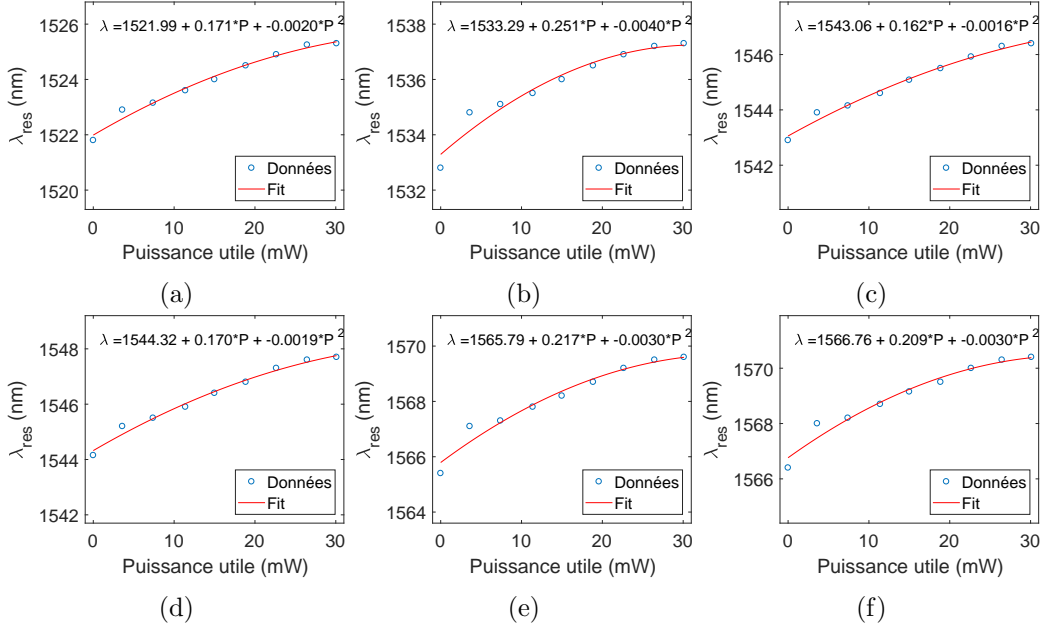 λ =1521.99 + 0.171*P + -0.0020*P 2
1526
1524
1522
1520
λres (nm)
Données
Fit
0 10 20 30
Puissance utile (mW)
(a)
λ =1533.29 + 0.251*P + -0.0040*P 2
1538
1536
1534
1532
λres (nm)
Données
Fit
0 10 20 30
Puissance utile (mW)
(b)
λ =1543.06 + 0.162*P + -0.0016*P 2
1546
1544
1542
λres (nm)
Données
Fit
0 10 20 30
Puissance utile (mW)
(c)
λ =1544.32 + 0.170*P + -0.0019*P 2
1548
1546
1544
1542
λres (nm)
Données
Fit
0 10 20 30
Puissance utile (mW)
(d)
λ =1565.79 + 0.217*P + -0.0030*P 2
1570
1568
1566
1564
λres (nm)
Données
Fit
0 10 20 30
Puissance utile (mW)
(e)
λ =1566.76 + 0.209*P + -0.0030*P 2
1570
1568
1566
λres (nm)
Données
Fit
0 10 20 30
Puissance utile (mW)
(f)